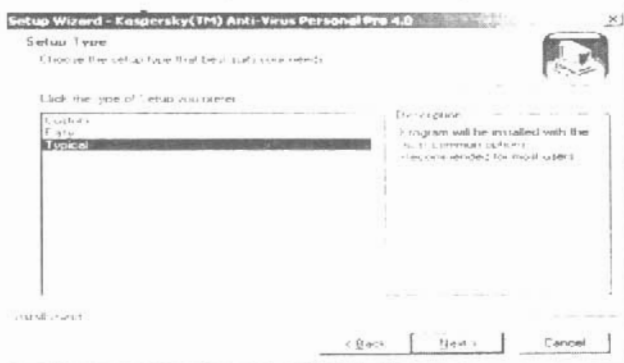 Setup Wizard - Kaspersky(TM) Anti-Virus Personal Pro 4.0
Setup Type
Choose the setup type that best suits your needs
Click the type of Setup you prefer
Custom
Typical
Description
Program will be installed with the
most common options
Recommended for most users
< Back
Next >
Cancel